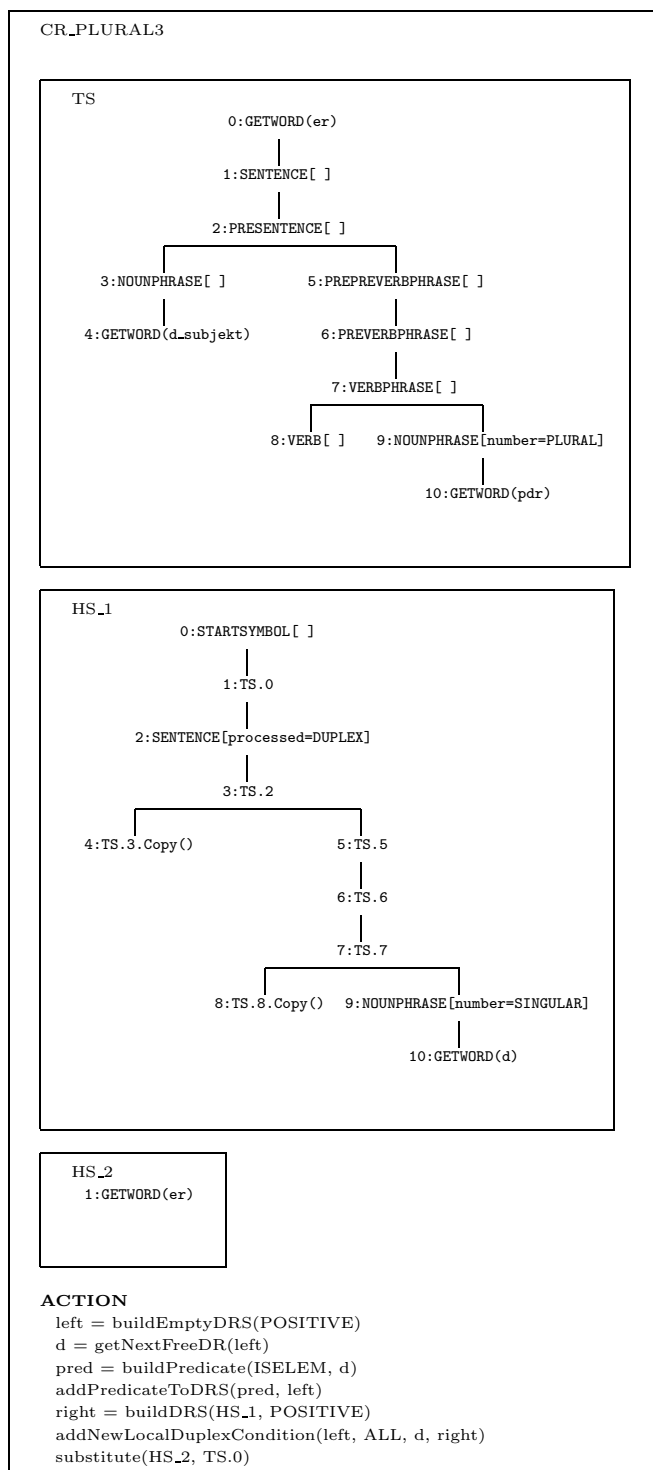 CR_PLURAL3
TS
0:GETWORD(er)
1:SENTENCE[ ]
2:PRESENTENCE[ ]
3:NOUNPHRASE[ ] 5:PREPREVERBPHRASE[ ]
4:GETWORD(d_subjekt) 6:PREVERBPHRASE[ ]
7:VERBPHRASE[ ]
8:VERB[ ] 9:NOUNPHRASE[number=PLURAL]
10:GETWORD(pdr)
HS_1
0:STARTSYMBOL[ ]
1:TS.0
2:SENTENCE[processed=DUPLEX]
3:TS.2
4:TS.3.Copy() 5:TS.5
6:TS.6
7:TS.7
8:TS.8.Copy() 9:NOUNPHRASE[number=SINGULAR]
10:GETWORD(d)
HS_2
1:GETWORD(er)
ACTION
left = buildEmptyDRS(POSITIVE)
d = getNextFreeDR(left)
pred = buildPredicate(ISELEM, d)
addPredicateToDRS(pred, left)
right = buildDRS(HS_1, POSITIVE)
addNewLocalDuplexCondition(left, ALL, d, right)
substitute(HS_2, TS.0)